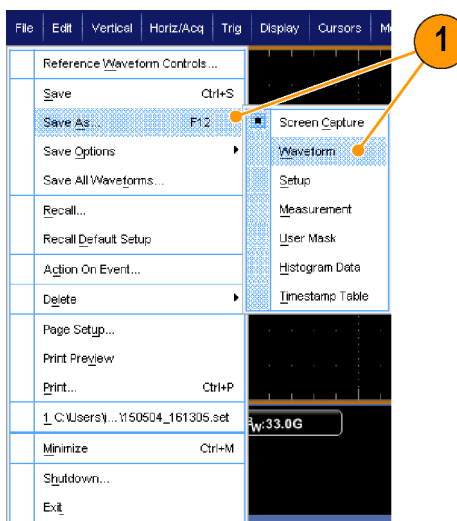 File Edit Vertical Horiz/Acq Trig Display Cursors
1
Reference Waveform Controls...
Save Ctrl+S
Save As... F12
Save Options
Save All Waveforms...
Recall...
Recall Default Setup
Action On Event...
Delete
Page Setup...
Print Preview
Print... Ctrl+P
1 C:\Users\j...\150504_161305.set
Minimize Ctrl+M
Shutdown...
Exit
Screen Capture
Waveform
Setup
Measurement
User Mask
Histogram Data
Timestamp Table
BW:33.0G